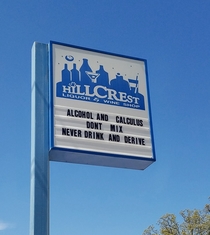 HILLCREST
LIQUOR & WINE SHOP
ALCOHOL AND CALCULUS
DONT MIX
NEVER DRINK AND DERIVE